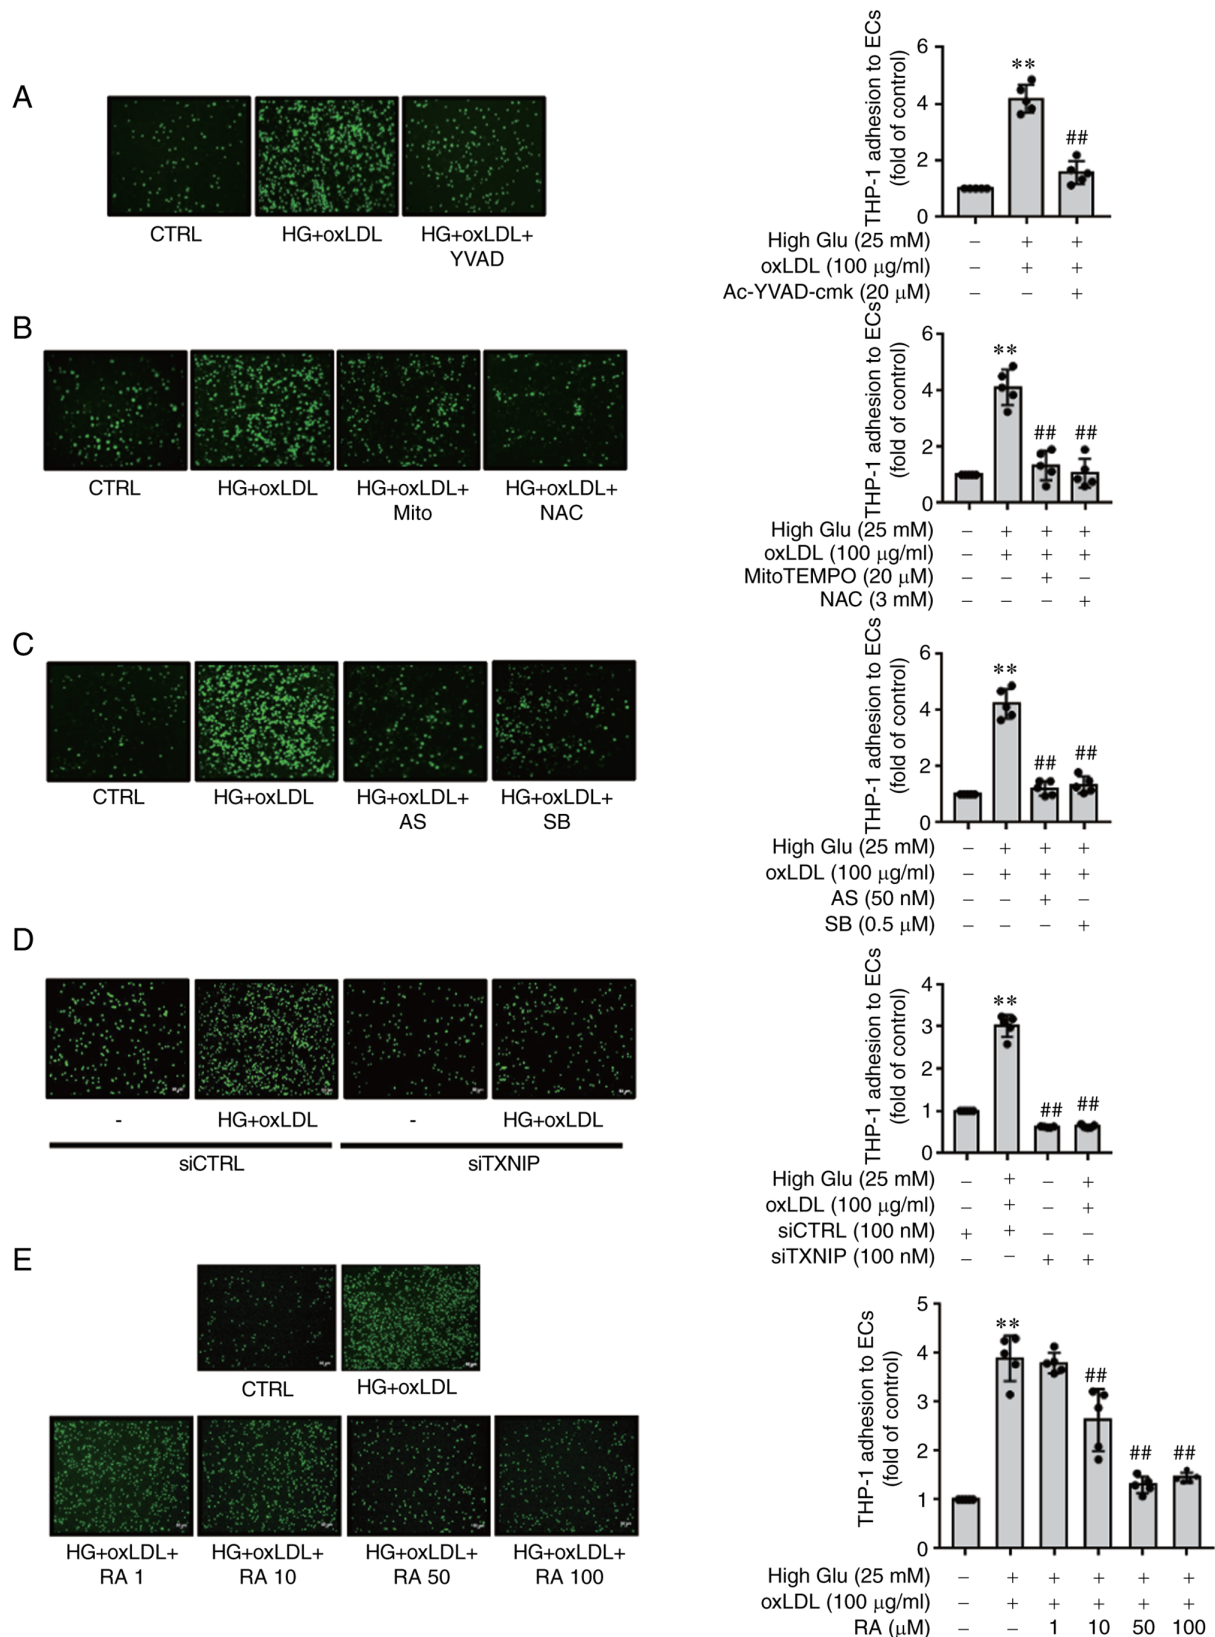 A
CTRL
HG+oxLDL
HG+oxLDL+
YVAD
THP-1 adhesion to ECs
(fold of control)
6
4
2
0
**
##
High Glu (25 mM) – + +
oxLDL (100 µg/ml) – + +
Ac-YVAD-cmk (20 µM) – – +
B
CTRL
HG+oxLDL
HG+oxLDL+
Mito
HG+oxLDL+
NAC
THP-1 adhesion to ECs
(fold of control)
6
4
2
0
**
##
##
High Glu (25 mM) – + + +
oxLDL (100 µg/ml) – + + +
MitoTEMPO (20 µM) – – + –
NAC (3 mM) – – – +
C
CTRL
HG+oxLDL
HG+oxLDL+
AS
HG+oxLDL+
SB
THP-1 adhesion to ECs
(fold of control)
6
4
2
0
**
##
##
High Glu (25 mM) – + + +
oxLDL (100 µg/ml) – + + +
AS (50 nM) – – + –
SB (0.5 µM) – – – +
D
-
HG+oxLDL
-
HG+oxLDL
siCTRL
siTXNIP
THP-1 adhesion to ECs
(fold of control)
4
3
2
1
0
**
##
##
High Glu (25 mM) – + – +
oxLDL (100 µg/ml) – + – +
siCTRL (100 nM) + + – –
siTXNIP (100 nM) – – + +
E
CTRL
HG+oxLDL
HG+oxLDL+
RA 1
HG+oxLDL+
RA 10
HG+oxLDL+
RA 50
HG+oxLDL+
RA 100
THP-1 adhesion to ECs
(fold of control)
5
4
3
2
1
0
**
##
##
##
High Glu (25 mM) – + + + + +
oxLDL (100 µg/ml) – + + + + +
RA (µM) – – 1 10 50 100